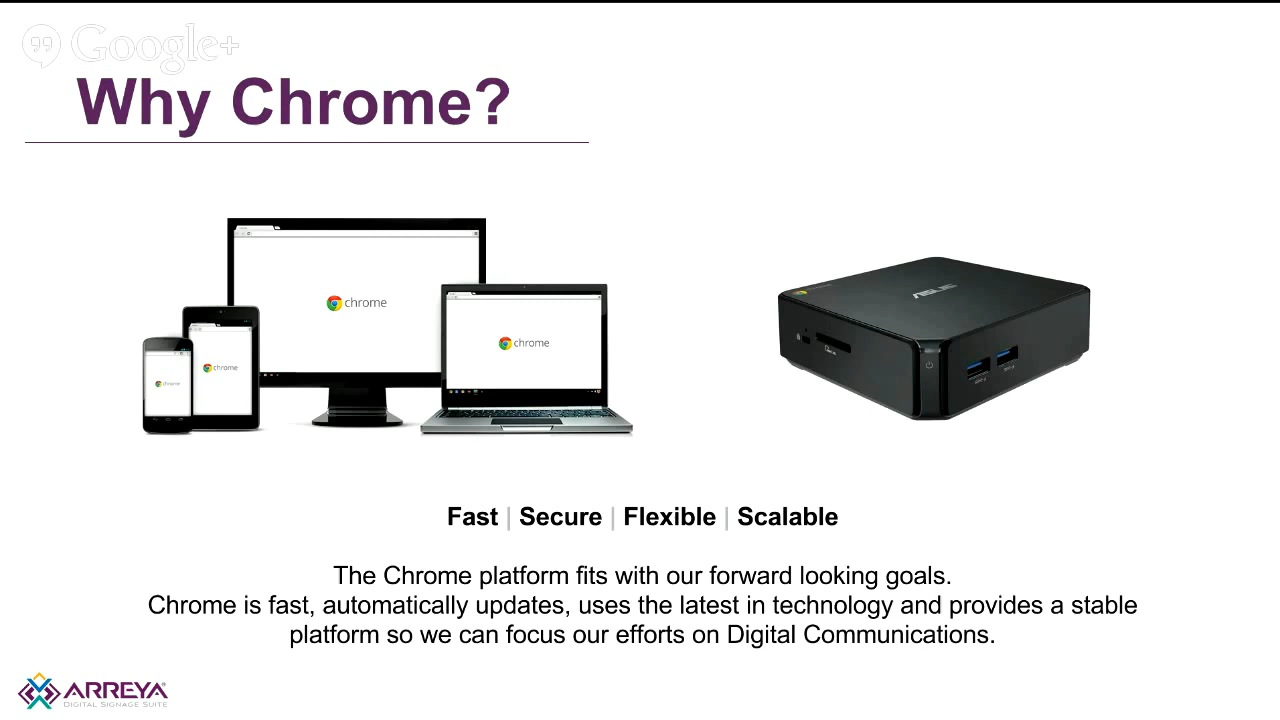 Google+
Why Chrome?
chrome
chrome
chrome
chrome
ASUS
Fast | Secure | Flexible | Scalable
The Chrome platform fits with our forward looking goals.
Chrome is fast, automatically updates, uses the latest in technology and provides a stable
platform so we can focus our efforts on Digital Communications.
ARREYA®
DIGITAL SIGNAGE SUITE